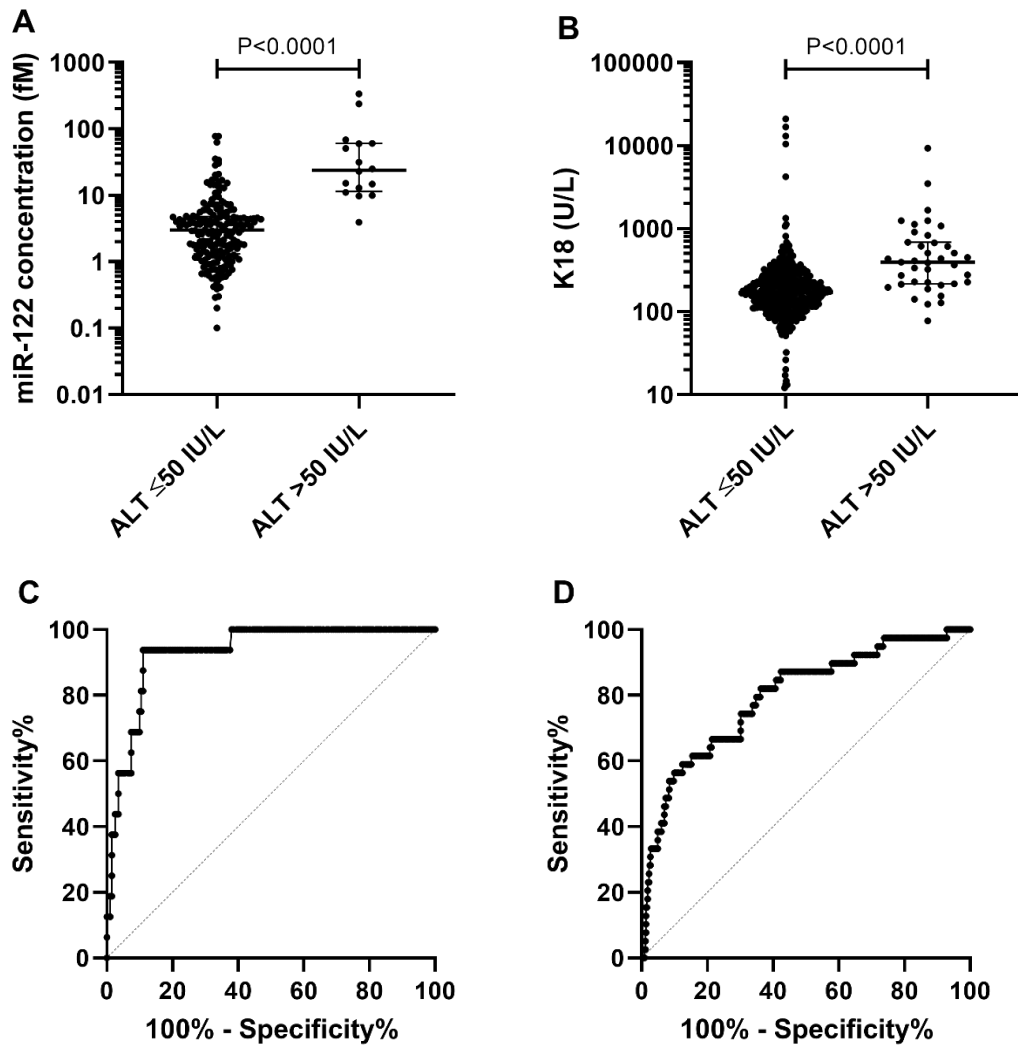 A
P<0.0001
miR-122 concentration (fM)
1000
100
10
1
0.1
0.01
ALT ≤50 IU/L
ALT >50 IU/L
B
P<0.0001
K18 (U/L)
100000
10000
1000
100
10
ALT ≤50 IU/L
ALT >50 IU/L
C
Sensitivity%
100
80
60
40
20
0
0 20 40 60 80 100
100% - Specificity%
D
Sensitivity%
100
80
60
40
20
0
0 20 40 60 80 100
100% - Specificity%